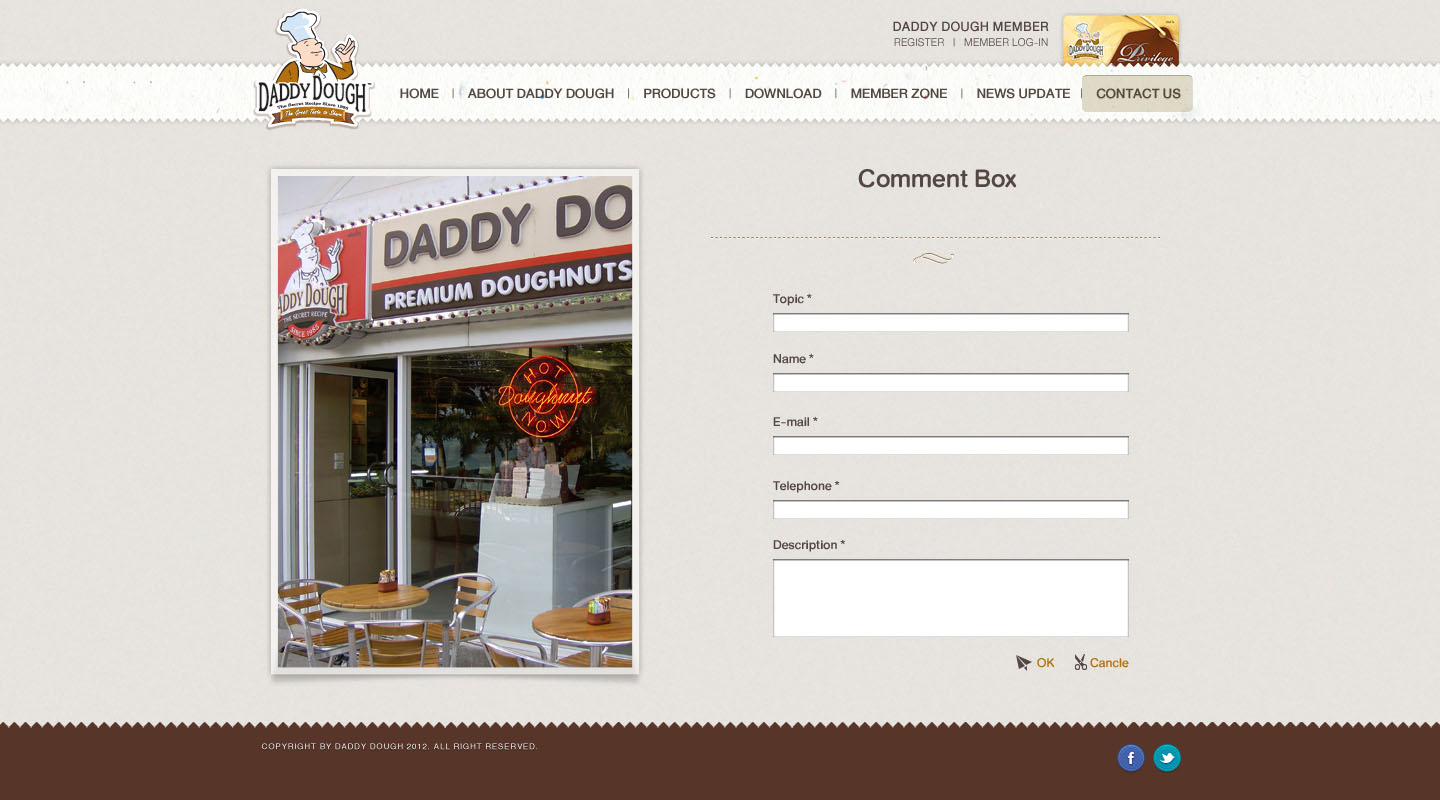 DADDY DOUGH MEMBER
REGISTER | MEMBER LOG-IN
DADDY DOUGH
Privilege
DADDY DOUGH
The Secret Recipe Since 1985
The Great Taste to Share
HOME | ABOUT DADDY DOUGH | PRODUCTS | DOWNLOAD | MEMBER ZONE | NEWS UPDATE | CONTACT US
DADDY DO
PREMIUM DOUGHNUTS
ADDY DOUGH
THE SECRET RECIPE
SINCE 1985
HOT
Doughnut
NOW
Comment Box
Topic *
Name *
E-mail *
Telephone *
Description *
OK Cancle
COPYRIGHT BY DADDY DOUGH 2012. ALL RIGHT RESERVED.